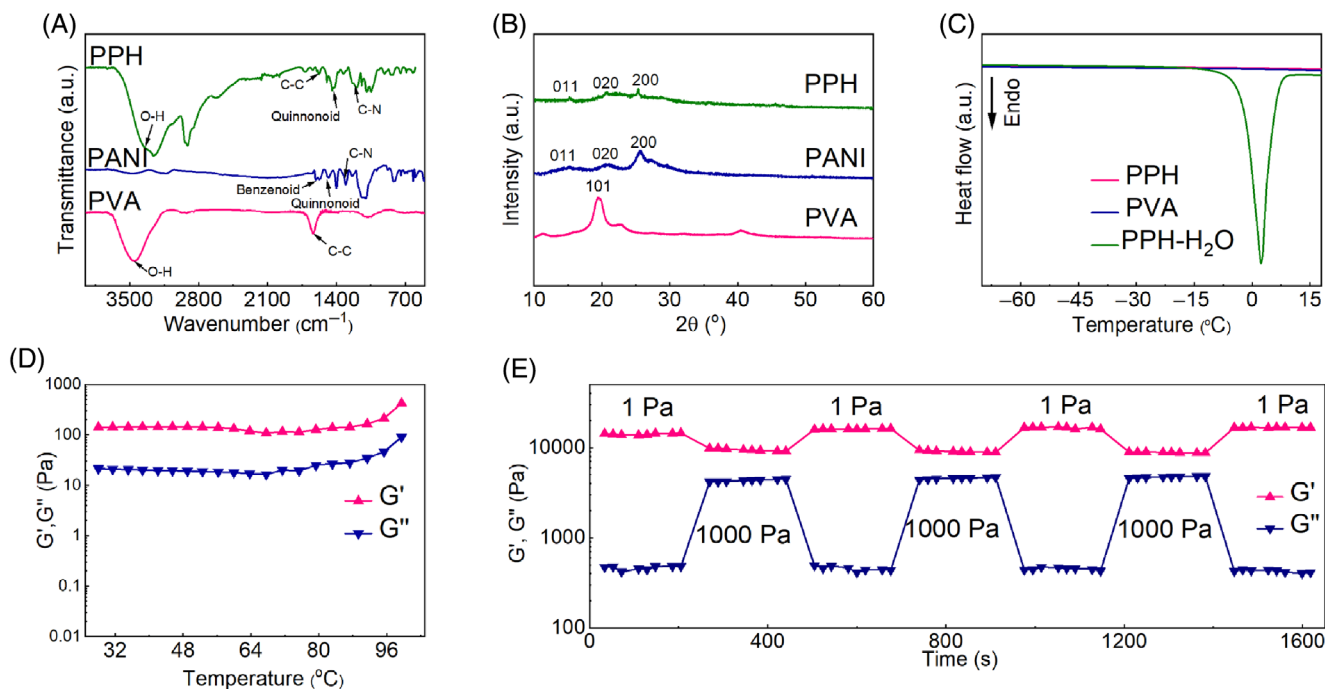 (A)
PPH
C-C
Quinnonoid
C-N
O-H
PANI
C-N
Benzenoid
Quinnonoid
PVA
C-C
O-H
Transmittance (a.u.)
3500 2800 2100 1400 700
Wavenumber (cm⁻¹)
(B)
011 020 200
PPH
011 020 200
PANI
101
PVA
Intensity (a.u.)
10 20 30 40 50 60
2θ (°)
(C)
Endo
PPH
PVA
PPH-H₂O
Heat flow (a.u.)
−60 −45 −30 −15 0 15
Temperature (°C)
(D)
1000
100
10
1
0.1
0.01
G',G'' (Pa)
G'
G''
32 48 64 80 96
Temperature (°C)
(E)
1 Pa 1 Pa 1 Pa 1 Pa
1000 Pa 1000 Pa 1000 Pa
G'
G''
10000
1000
100
G', G'' (Pa)
0 400 800 1200 1600
Time (s)